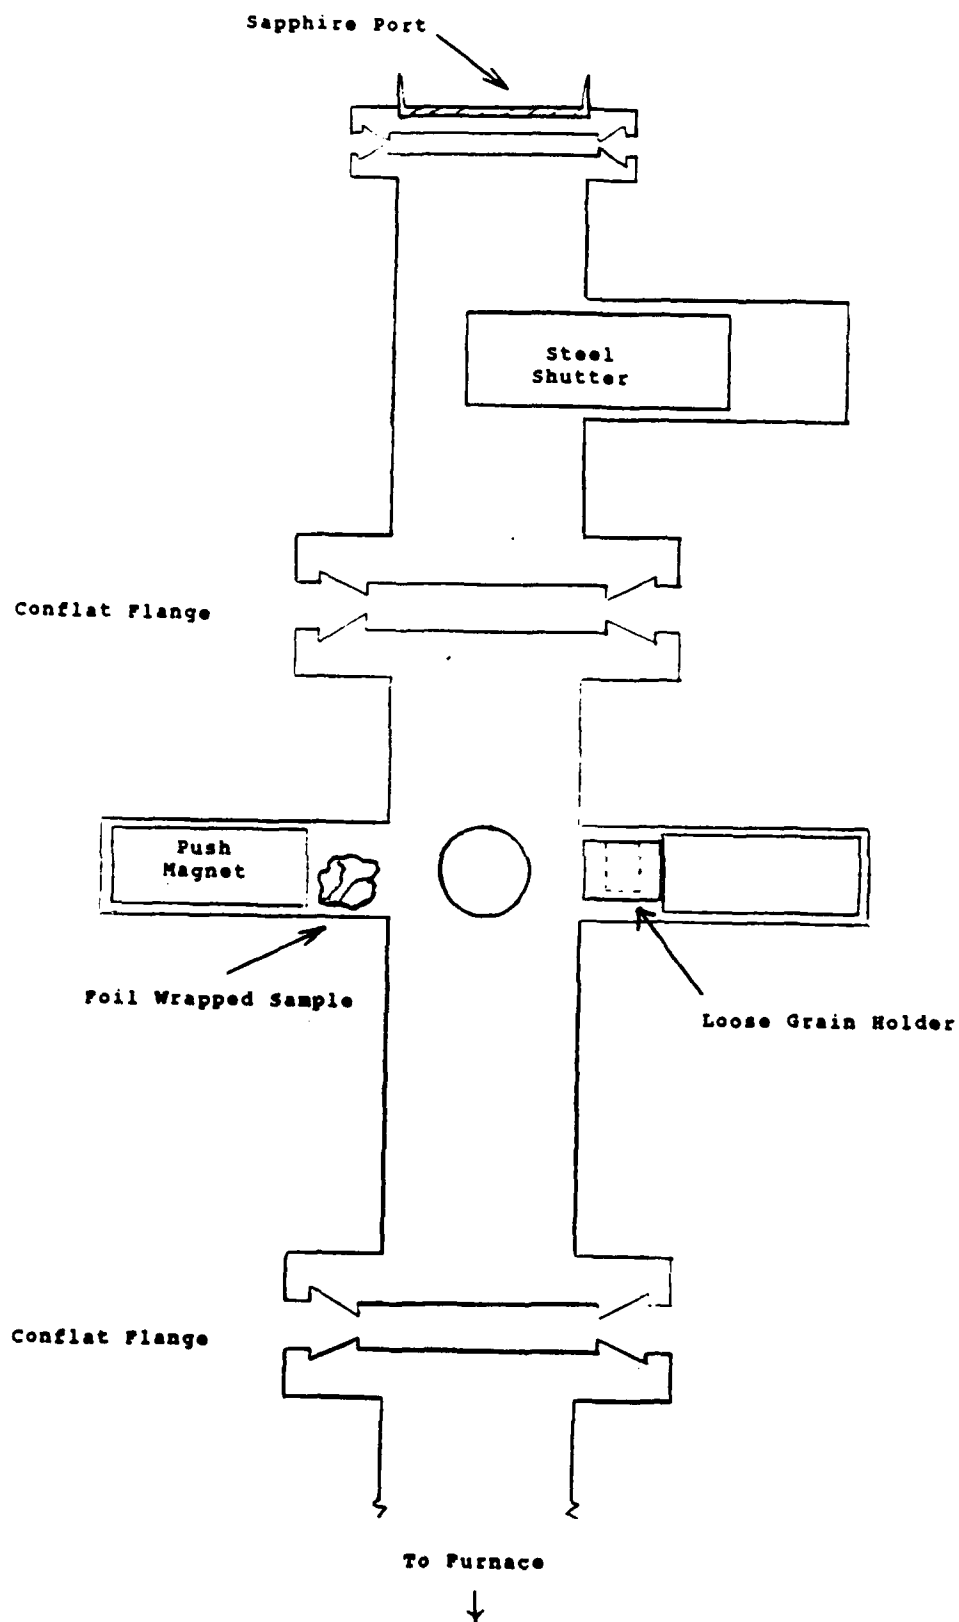 Sapphire Port
Steel
Shutter
Conflat Flange
Push
Magnet
Foil Wrapped Sample
Loose Grain Holder
Conflat Flange
To Furnace